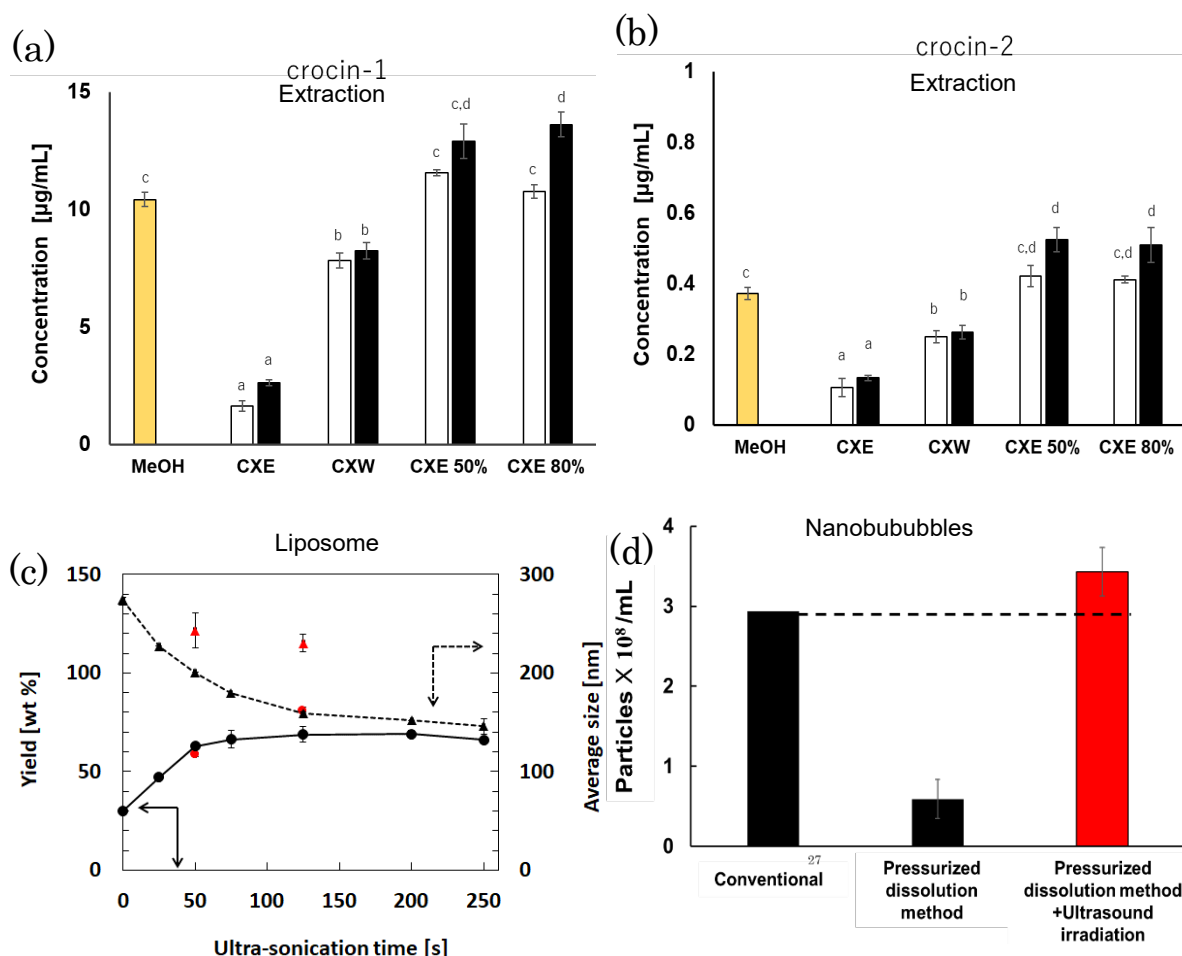 (a)
crocin-1
Extraction
Concentration [µg/mL]
15
10
5
0
c
a
a
b
b
c
c,d
c
d
MeOH
CXE
CXW
CXE 50%
CXE 80%
(b)
crocin-2
Extraction
Concentration [µg/mL]
1
0.8
0.6
0.4
0.2
0
c
a
a
b
b
c,d
d
c,d
d
MeOH
CXE
CXW
CXE 50%
CXE 80%
(c)
Liposome
Yield [wt %]
150
100
50
0
300
200
100
0
Average size [nm]
0
50
100
150
200
250
Ultra-sonication time [s]
(d)
Nanobububbles
Particles X 10⁸/mL
4
3
2
1
0
Conventional 27
Pressurized
dissolution
method
Pressurized
dissolution method
+Ultrasound
irradiation